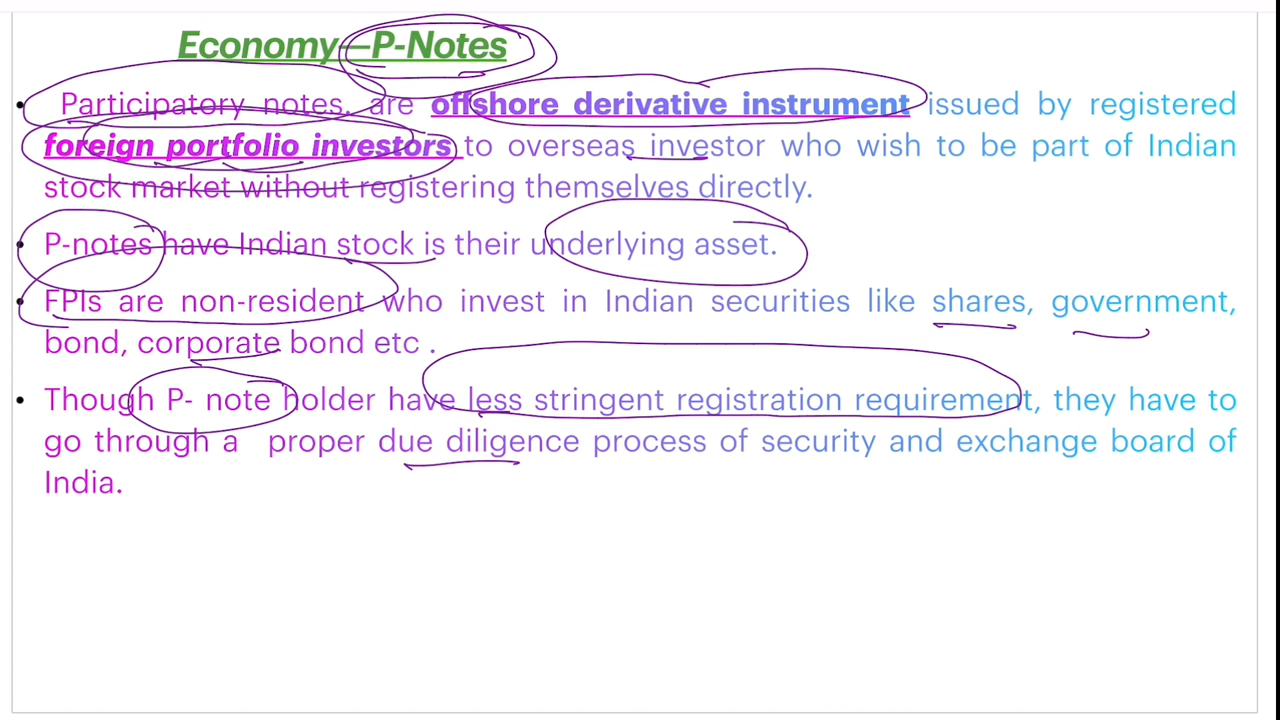 Economy—P-Notes
• Participatory notes, are offshore derivative instrument issued by registered
foreign portfolio investors to overseas investor who wish to be part of Indian
stock market without registering themselves directly.
• P-notes have Indian stock is their underlying asset.
• FPIs are non-resident who invest in Indian securities like shares, government,
bond, corporate bond etc .
• Though P- note holder have less stringent registration requirement, they have to
go through a proper due diligence process of security and exchange board of
India.